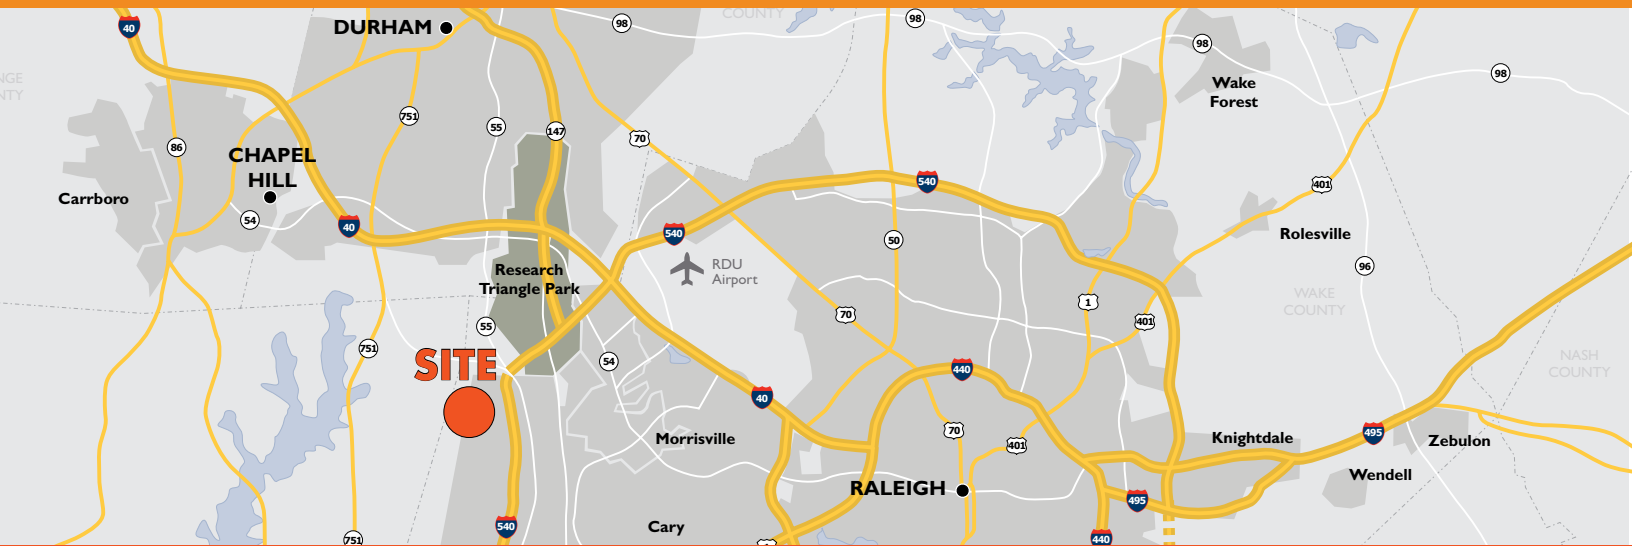 COUNTY
98
98
40
DURHAM
98
98
NGE
NTY
Wake
Forest
751
55
147
70
86
CHAPEL
HILL
Carrboro
54
40
540
540
401
50
Rolesville
RDU
Airport
Research
Triangle Park
96
WAKE
COUNTY
1
401
70
55
751
54
SITE
440
NASH
COUNTY
40
Morrisville
70
401
Knightdale
495
Zebulon
Wendell
RALEIGH
495
Cary
540
751
440